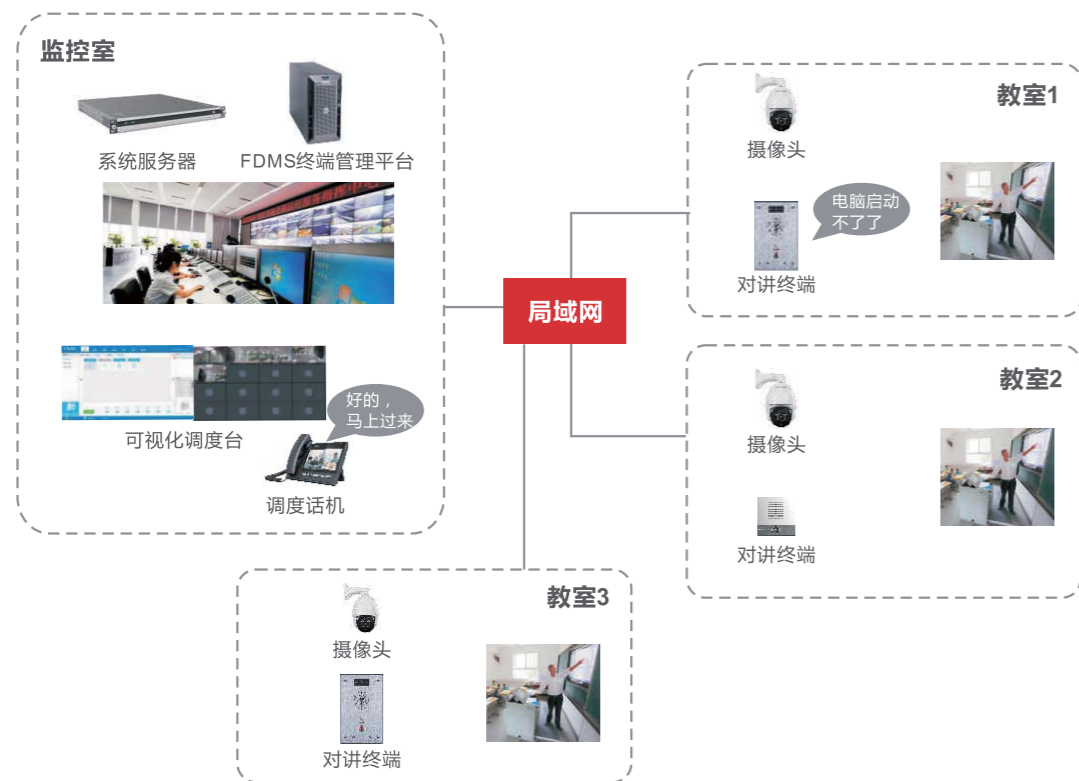 监控室
系统服务器
FDMS终端管理平台
可视化调度台
好的，
马上过来
调度话机
局域网
教室1
摄像头
电脑启动
不了了
对讲终端
教室2
摄像头
对讲终端
教室3
摄像头
对讲终端